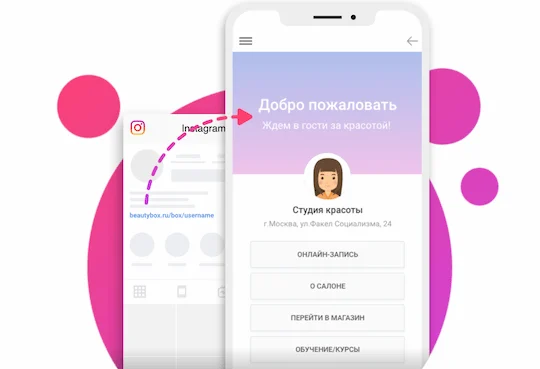 Instagram
beautybox.ru/box/username
Добро пожаловать
Ждем в гости за красотой!
Студия красоты
г.Москва, ул Факел Социализма, 24
ОНЛАЙН-ЗАПИСЬ
О САЛОНЕ
ПЕРЕЙТИ В МАГАЗИН
ОБУЧЕНИЕ/КУРСЫ